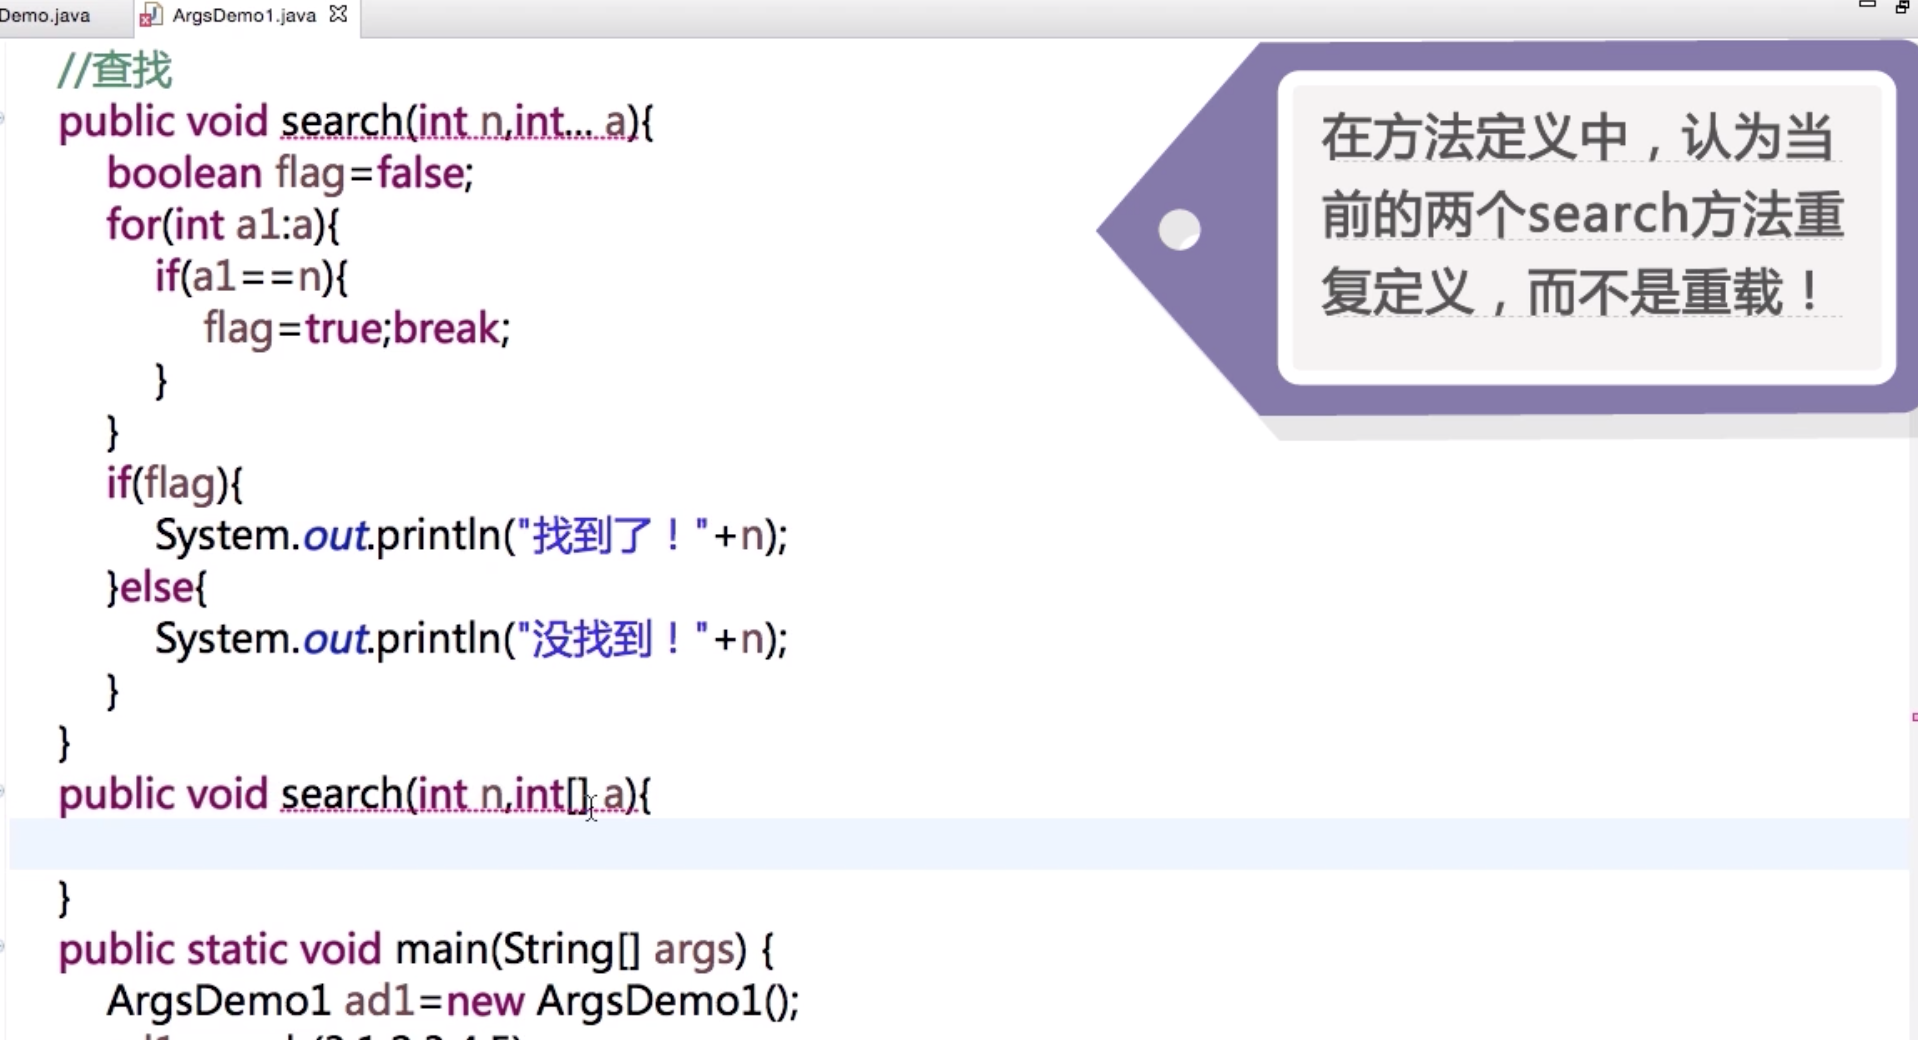 Demo.java
ArgsDemo1.java
//查找
public void search(int n,int... a){
boolean flag=false;
for(int a1:a){
if(a1==n){
flag=true;break;
}
}
if(flag){
System.out.println("找到了！"+n);
}else{
System.out.println("没找到！"+n);
}
}
public void search(int n,int[] a){
}
public static void main(String[] args) {
ArgsDemo1 ad1=new ArgsDemo1();
在方法定义中，认为当
前的两个search方法重
复定义，而不是重载！